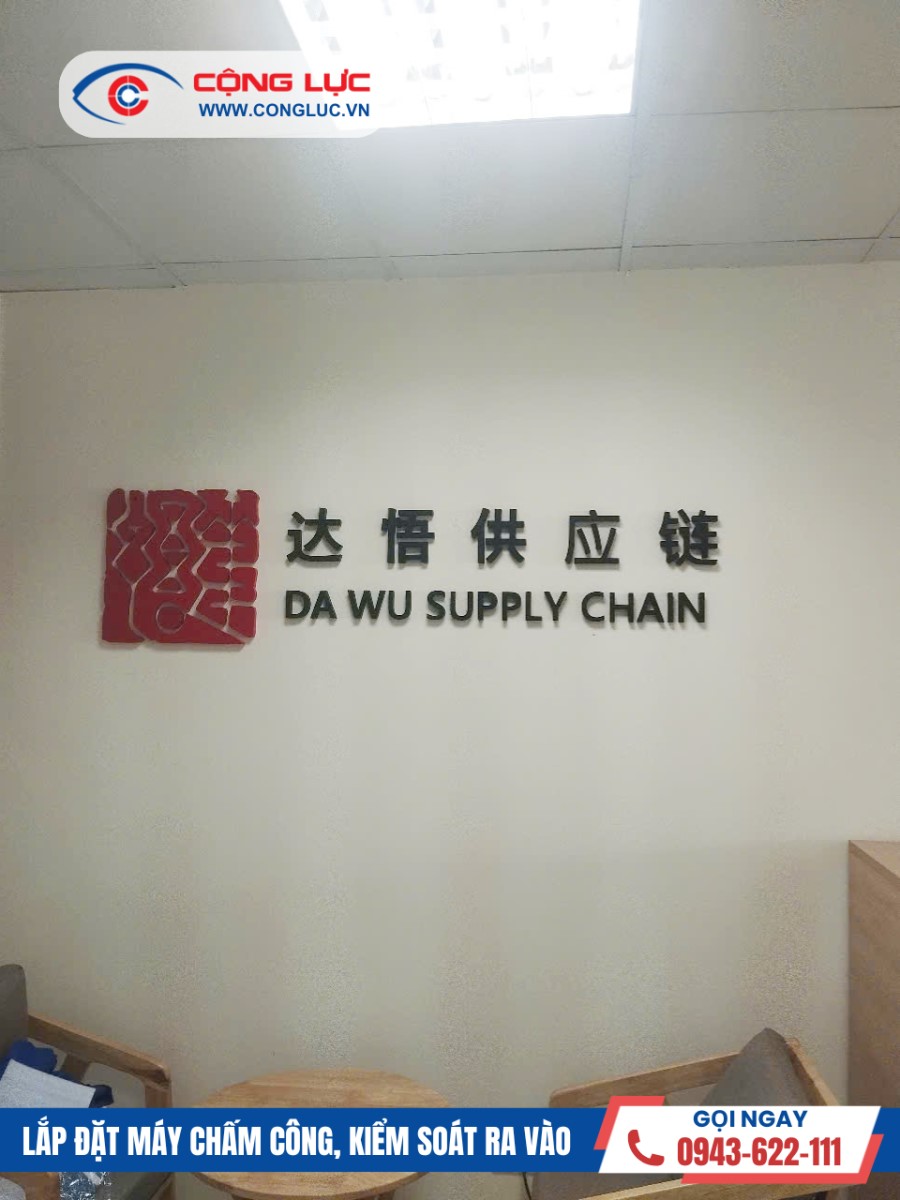 CỘNG LỰC
WWW.CONGLUC.VN
达悟供应链
DA WU SUPPLY CHAIN
LẮP ĐẶT MÁY CHẤM CÔNG, KIỂM SOÁT RA VÀO
GỌI NGAY
0943-622-111